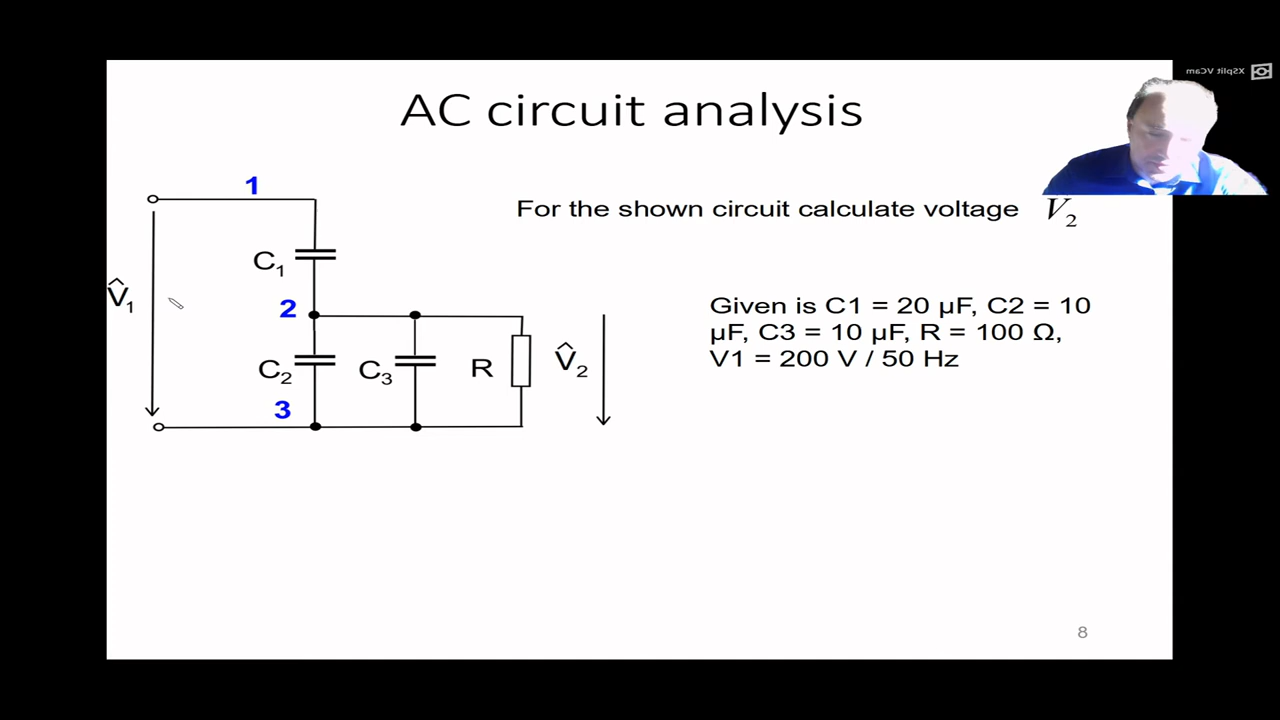 XSplit VCam
AC circuit analysis
1
For the shown circuit calculate voltage V̂2
C1
V̂1
2
Given is C1 = 20 µF, C2 = 10
µF, C3 = 10 µF, R = 100 Ω,
V1 = 200 V / 50 Hz
C2
C3
R
V̂2
3
8